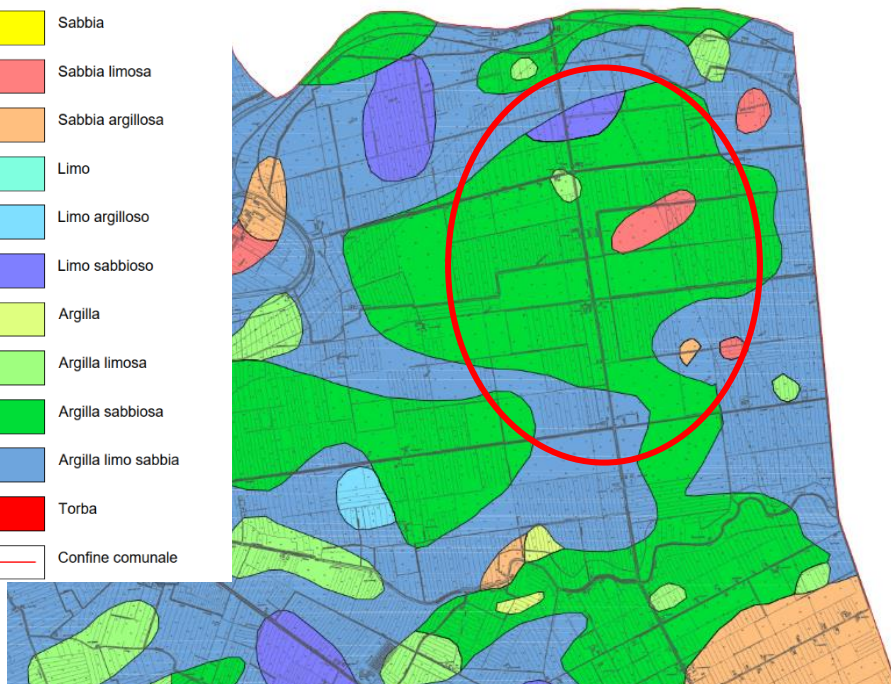 Sabbia
Sabbia limosa
Sabbia argillosa
Limo
Limo argilloso
Limo sabbioso
Argilla
Argilla limosa
Argilla sabbiosa
Argilla limo sabbia
Torba
Confine comunale